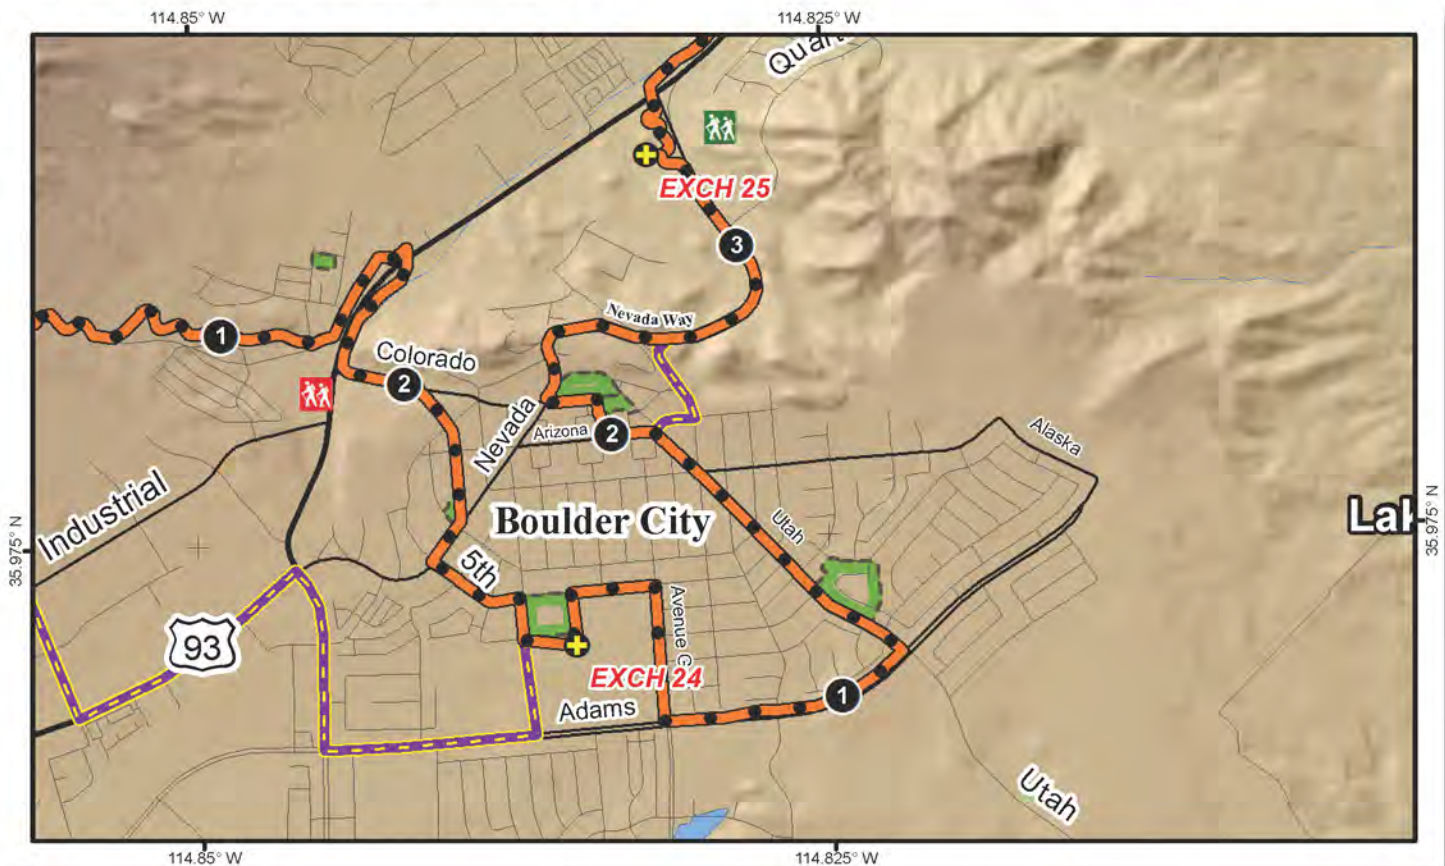 114.85° W
114.825° W
Quart
EXCH 25
3
Nevada Way
1
Colorado
2
Nevada
Arizona
2
Alaska
Industrial
Boulder City
Utah
Lak
35.975° N
35.975° N
5th
93
Avenue G
EXCH 24
Adams
1
Utah
114.85° W
114.825° W